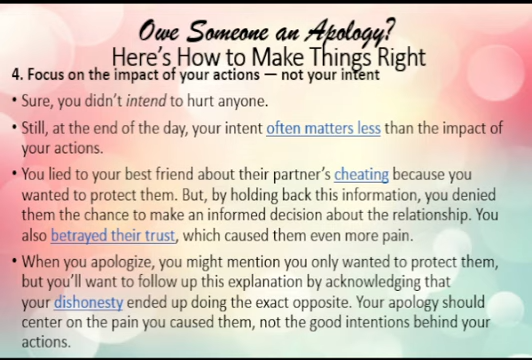 Owe Someone an Apology?
Here's How to Make Things Right
4. Focus on the impact of your actions — not your intent
• Sure, you didn't intend to hurt anyone.
• Still, at the end of the day, your intent often matters less than the impact of
your actions.
• You lied to your best friend about their partner's cheating because you
wanted to protect them. But, by holding back this information, you denied
them the chance to make an informed decision about the relationship. You
also betrayed their trust, which caused them even more pain.
• When you apologize, you might mention you only wanted to protect them,
but you'll want to follow up this explanation by acknowledging that
your dishonesty ended up doing the exact opposite. Your apology should
center on the pain you caused them, not the good intentions behind your
actions.